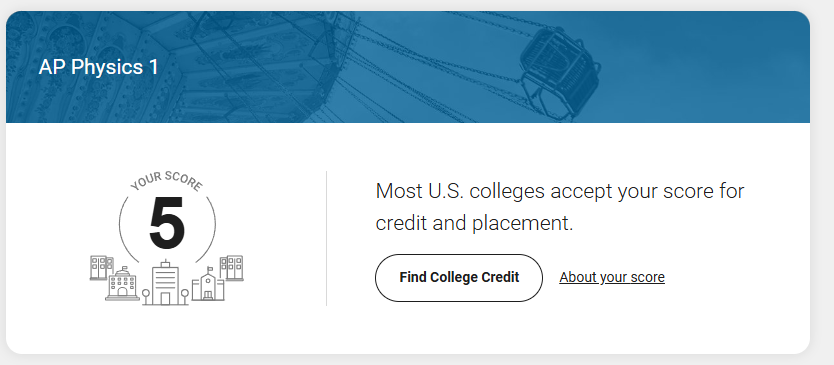 AP Physics 1
YOUR SCORE
5
Most U.S. colleges accept your score for
credit and placement.
Find College Credit
About your score